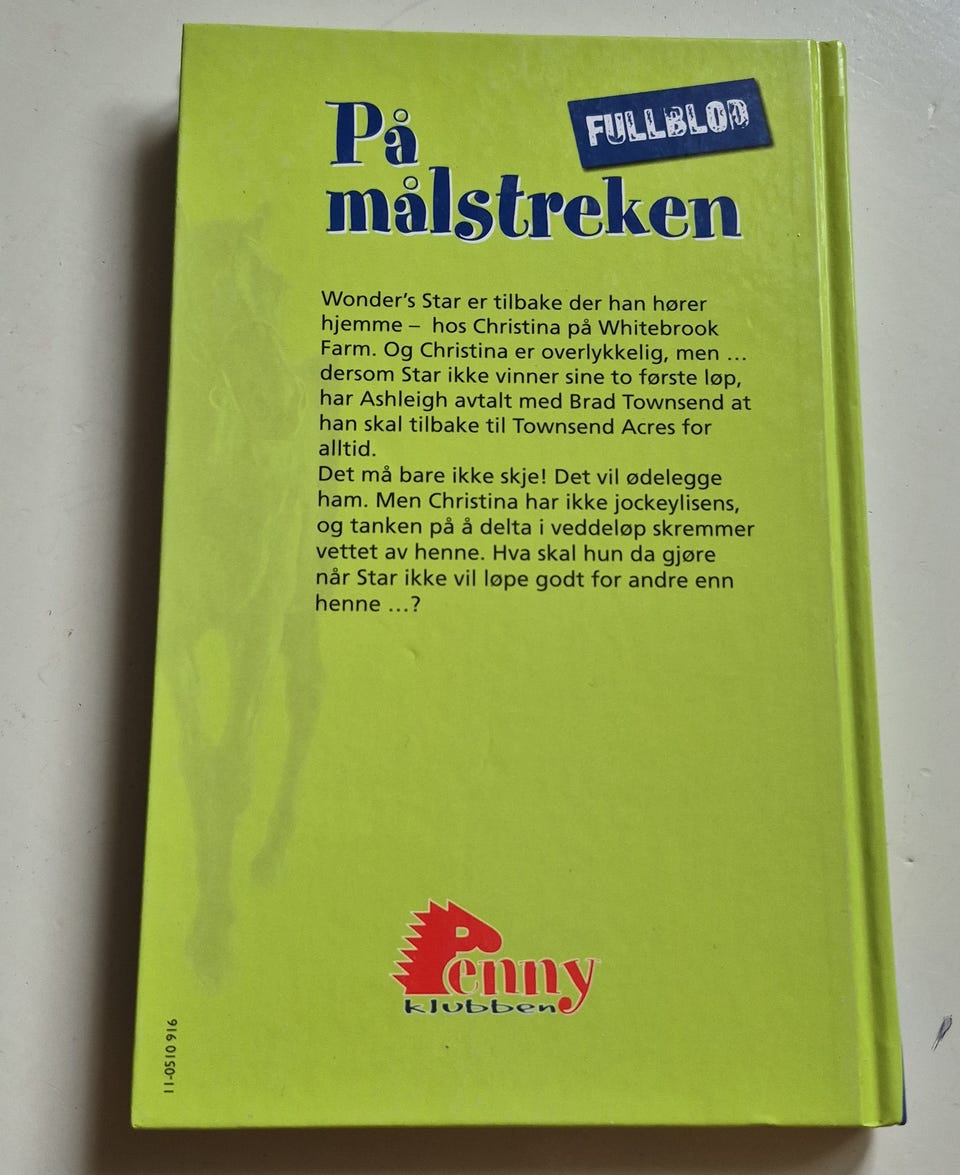 FULLBLOD
På
målstreken
Wonder's Star er tilbake der han hører
hjemme – hos Christina på Whitebrook
Farm. Og Christina er overlykkelig, men ...
dersom Star ikke vinner sine to første løp,
har Ashleigh avtalt med Brad Townsend at
han skal tilbake til Townsend Acres for
alltid.
Det må bare ikke skje! Det vil ødelegge
ham. Men Christina har ikke jockeylisens,
og tanken på å delta i veddeløp skremmer
vettet av henne. Hva skal hun da gjøre
når Star ikke vil løpe godt for andre enn
henne ...?
Penny
klubben
11-0510 916